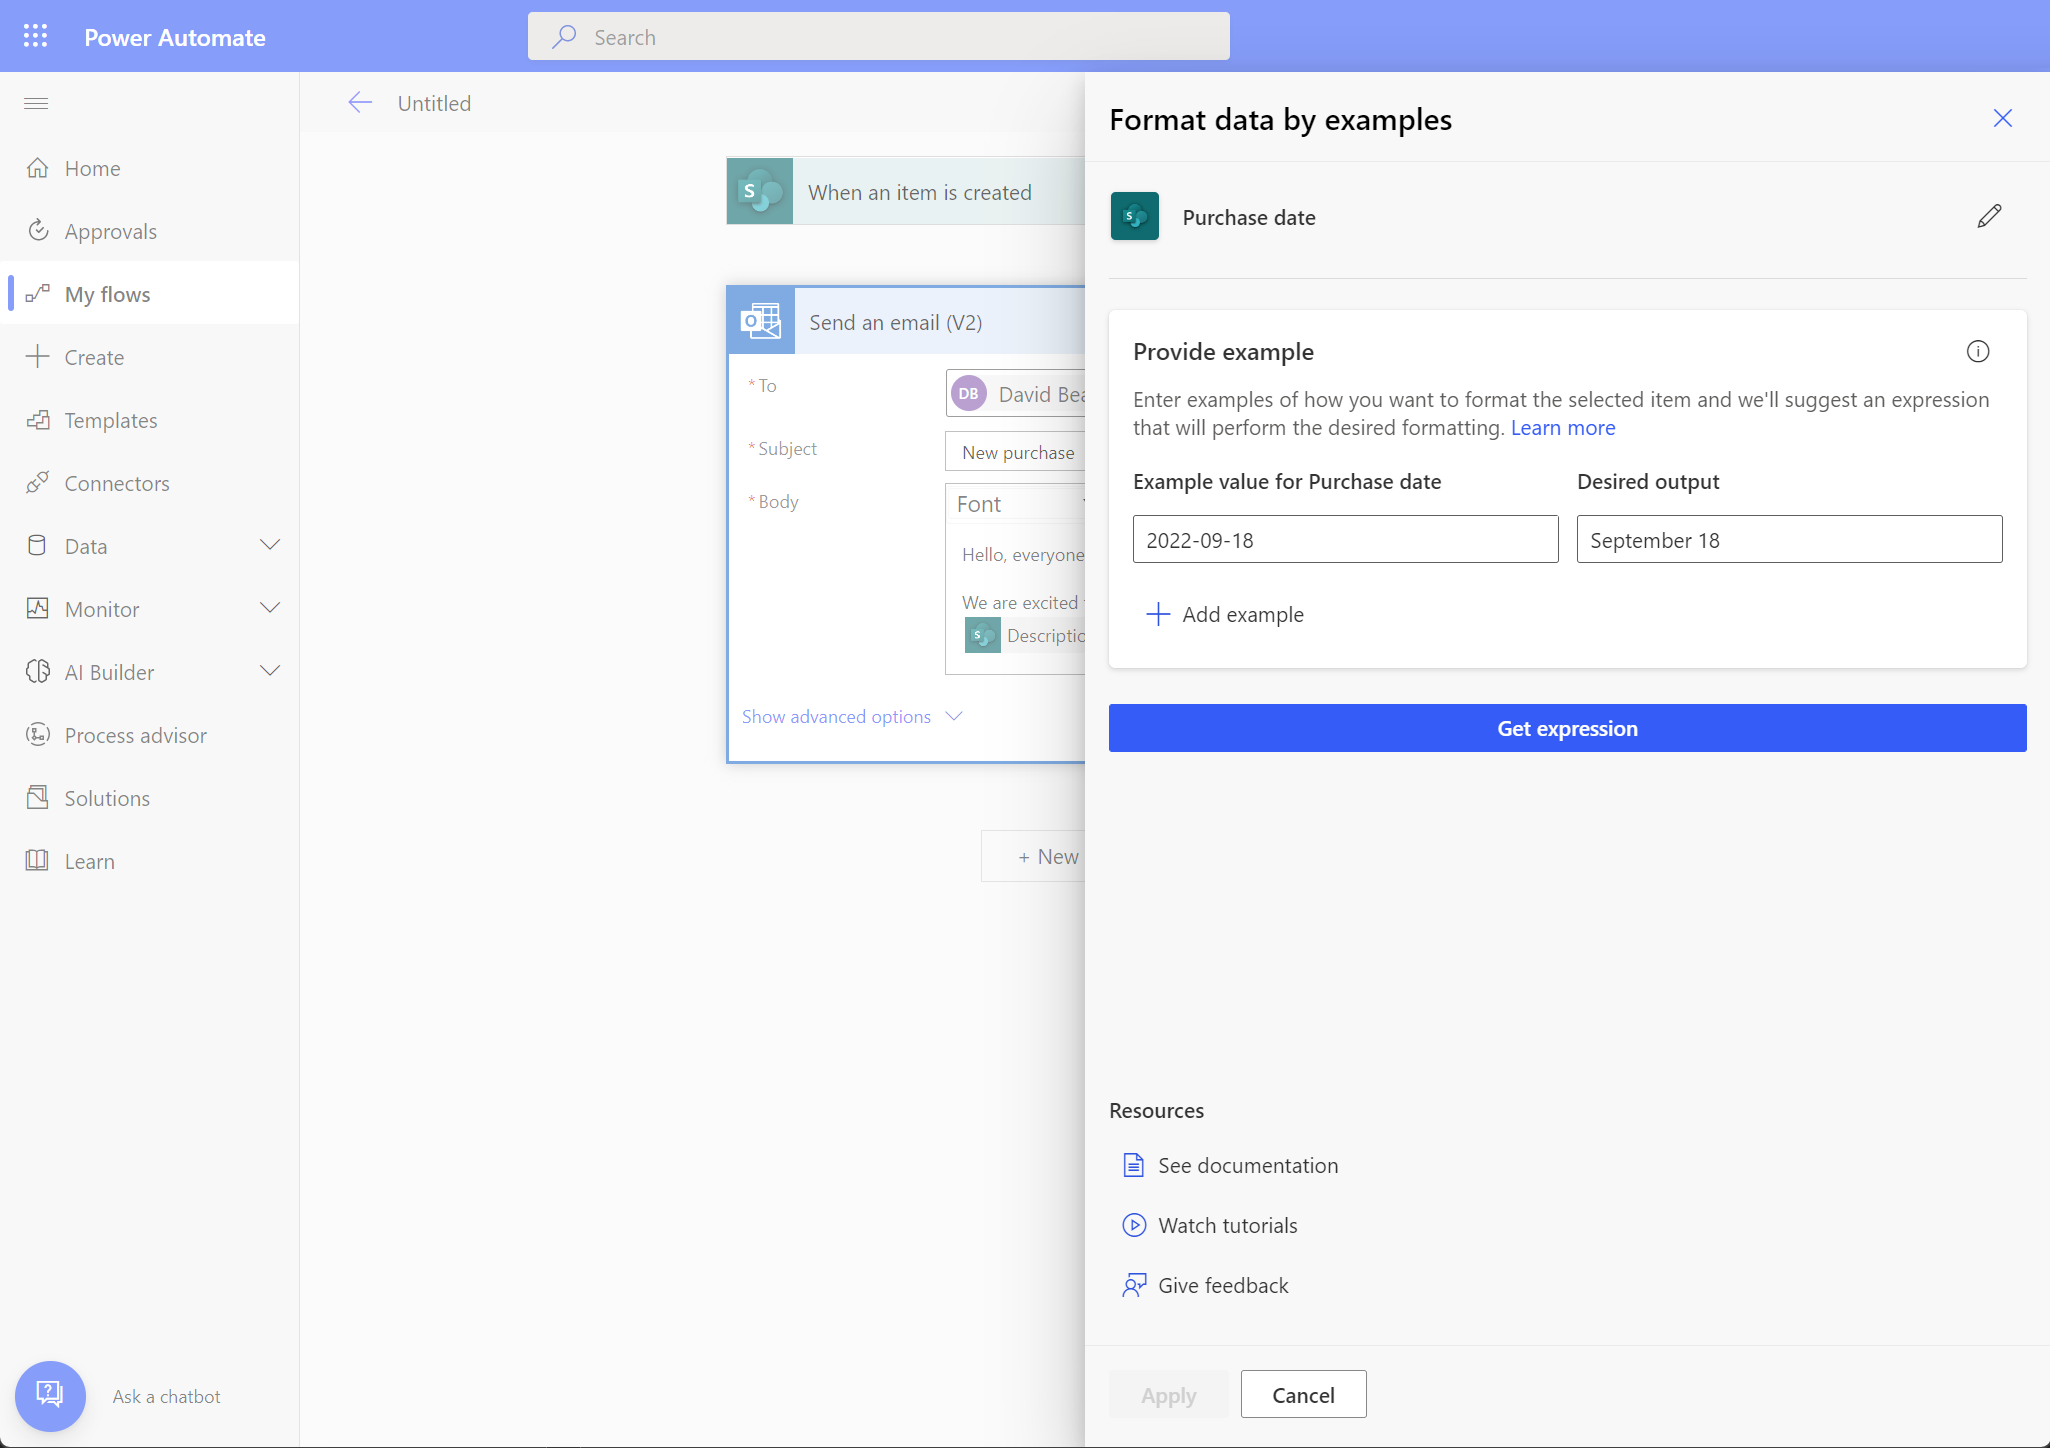 Power Automate
Search
Home
Approvals
My flows
Create
Templates
Connectors
Data
Monitor
AI Builder
Process advisor
Solutions
Learn
Ask a chatbot
Untitled
S When an item is created
O Send an email (V2)
* To
DB David Bea
* Subject
New purchase
* Body
Font
Hello, everyone
We are excited
S Descriptio
Show advanced options
+ New
Format data by examples
S Purchase date
Provide example
Enter examples of how you want to format the selected item and we'll suggest an expression
that will perform the desired formatting. Learn more
Example value for Purchase date Desired output
2022-09-18 September 18
Add example
Get expression
Resources
See documentation
Watch tutorials
Give feedback
Apply Cancel